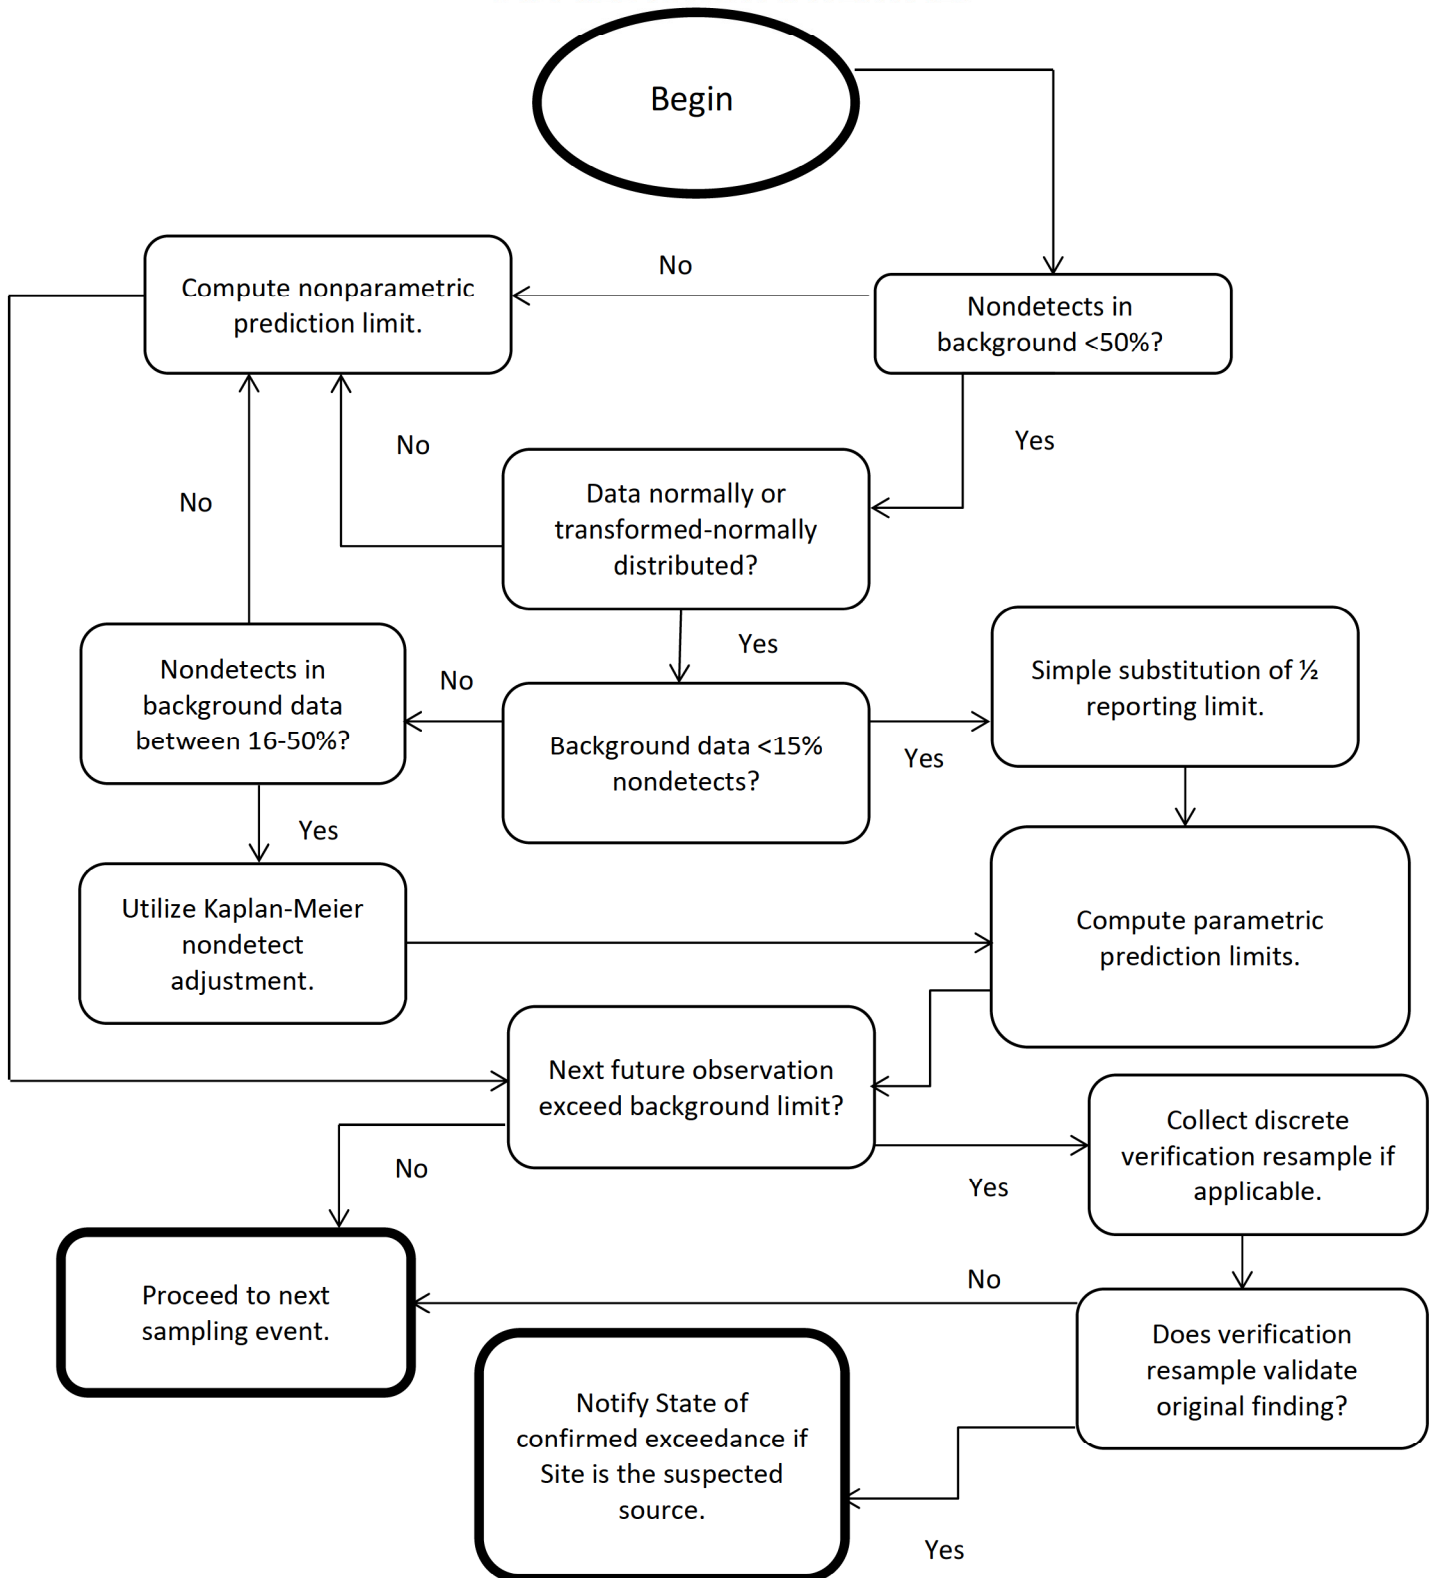 Begin
Compute nonparametric
prediction limit.
No
Nondetects in
background <50%?
Yes
No
Data normally or
transformed-normally
distributed?
No
Yes
Nondetects in
background data
between 16-50%?
No
Background data <15%
nondetects?
Yes
Simple substitution of ½
reporting limit.
Yes
Utilize Kaplan-Meier
nondetect
adjustment.
Compute parametric
prediction limits.
Next future observation
exceed background limit?
No
Yes
Collect discrete
verification resample if
applicable.
Proceed to next
sampling event.
No
Does verification
resample validate
original finding?
Notify State of
confirmed exceedance if
Site is the suspected
source.
Yes